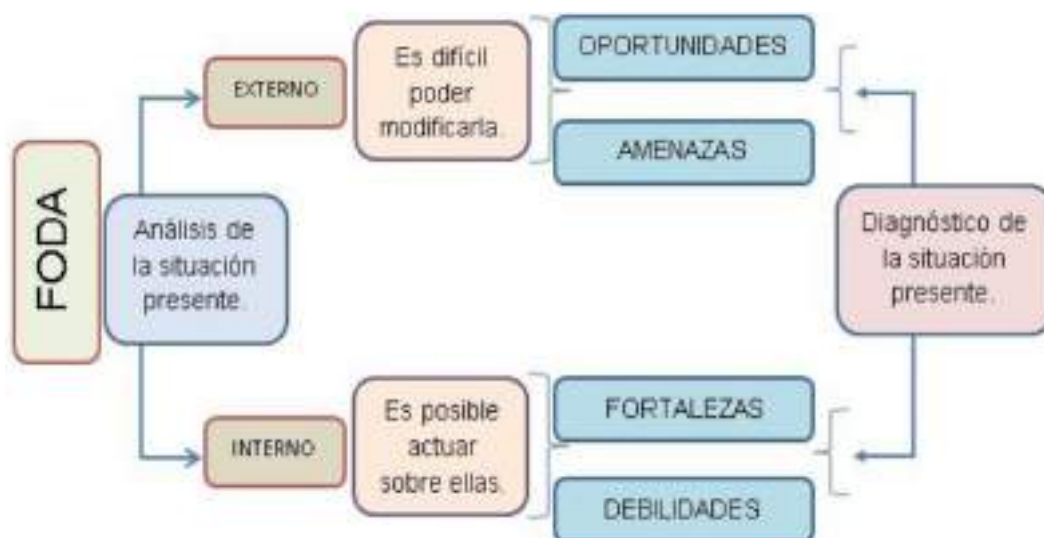 FODA
Análisis de
la situación
presente.
EXTERNO
Es difícil
poder
modificarla.
OPORTUNIDADES
AMENAZAS
INTERNO
Es posible
actuar
sobre ellas.
FORTALEZAS
DEBILIDADES
Diagnóstico de
la situación
presente.